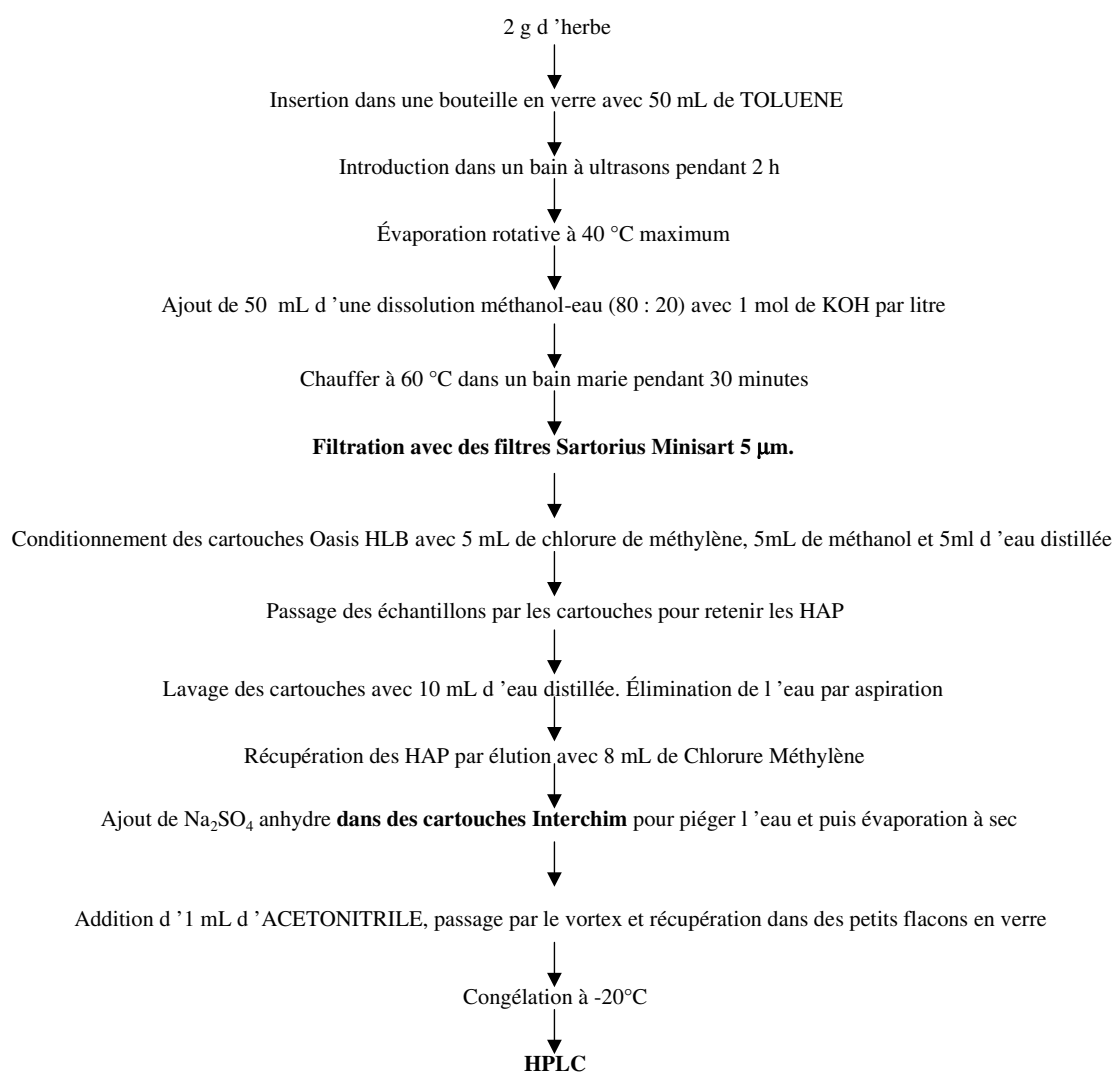 2 g d 'herbe
Insertion dans une bouteille en verre avec 50 mL de TOLUENE
Introduction dans un bain à ultrasons pendant 2 h
Évaporation rotative à 40 °C maximum
Ajout de 50 mL d 'une dissolution méthanol-eau (80 : 20) avec 1 mol de KOH par litre
Chauffer à 60 °C dans un bain marie pendant 30 minutes
Filtration avec des filtres Sartorius Minisart 5 μm.
Conditionnement des cartouches Oasis HLB avec 5 mL de chlorure de méthylène, 5mL de méthanol et 5ml d 'eau distillée
Passage des échantillons par les cartouches pour retenir les HAP
Lavage des cartouches avec 10 mL d 'eau distillée. Élimination de l 'eau par aspiration
Récupération des HAP par élution avec 8 mL de Chlorure Méthylène
Ajout de Na₂SO₄ anhydre dans des cartouches Interchim pour piéger l 'eau et puis évaporation à sec
Addition d '1 mL d 'ACETONITRILE, passage par le vortex et récupération dans des petits flacons en verre
Congélation à -20°C
HPLC